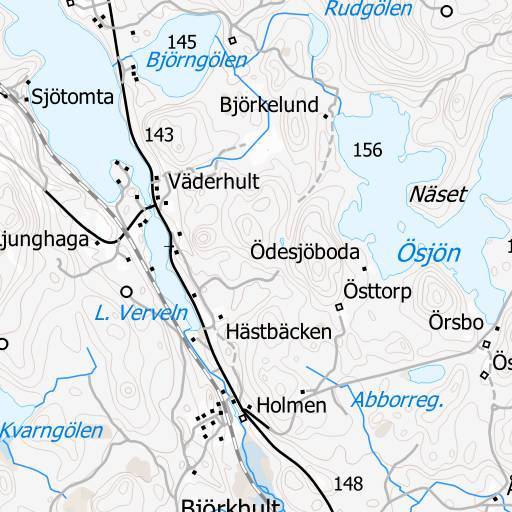 Rudgölen
145
Björngölen
Sjötomta
Björkelund
143
156
Väderhult
Näset
junghaga
Ödesjöboda
Ösjön
Östtorp
L. Verveln
Hästbäcken
Örsbo
Ös
Holmen
Abborreg.
Kvarngölen
148
Björkhult